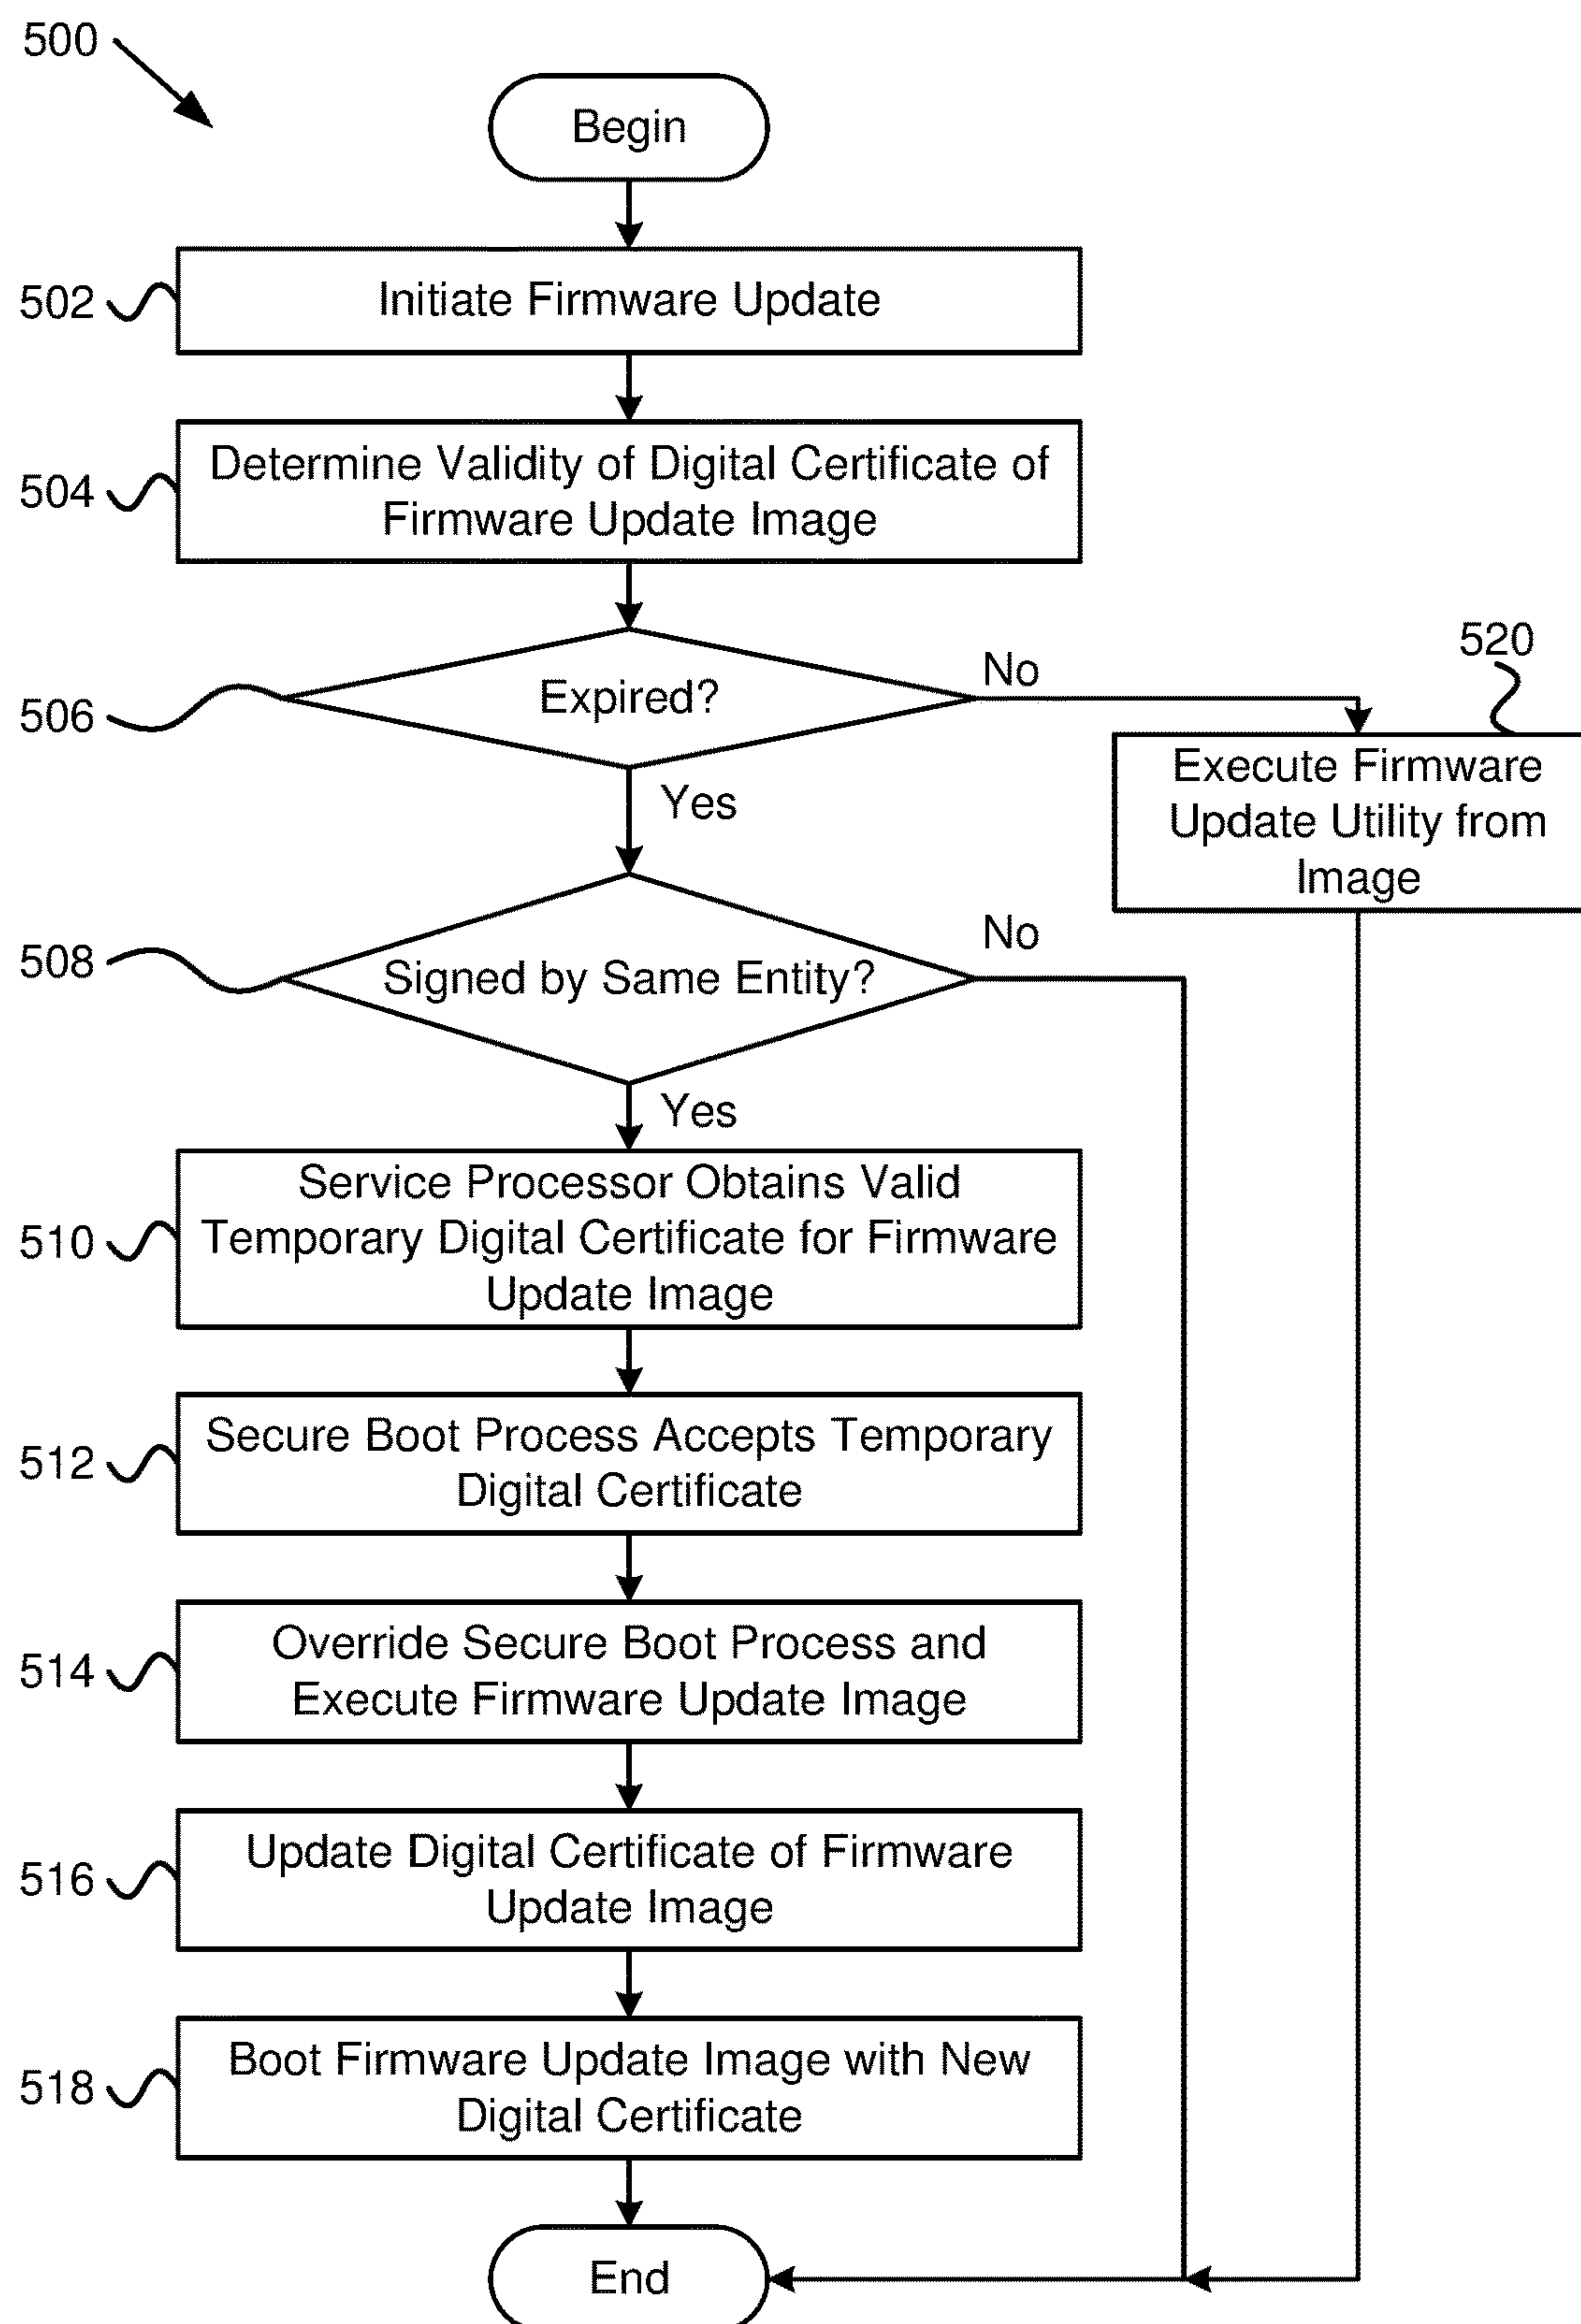 500
Begin
502
Initiate Firmware Update
504
Determine Validity of Digital Certificate of
Firmware Update Image
506
Expired?
No
Yes
520
Execute Firmware
Update Utility from
Image
508
Signed by Same Entity?
No
Yes
510
Service Processor Obtains Valid
Temporary Digital Certificate for Firmware
Update Image
512
Secure Boot Process Accepts Temporary
Digital Certificate
514
Override Secure Boot Process and
Execute Firmware Update Image
516
Update Digital Certificate of Firmware
Update Image
518
Boot Firmware Update Image with New
Digital Certificate
End